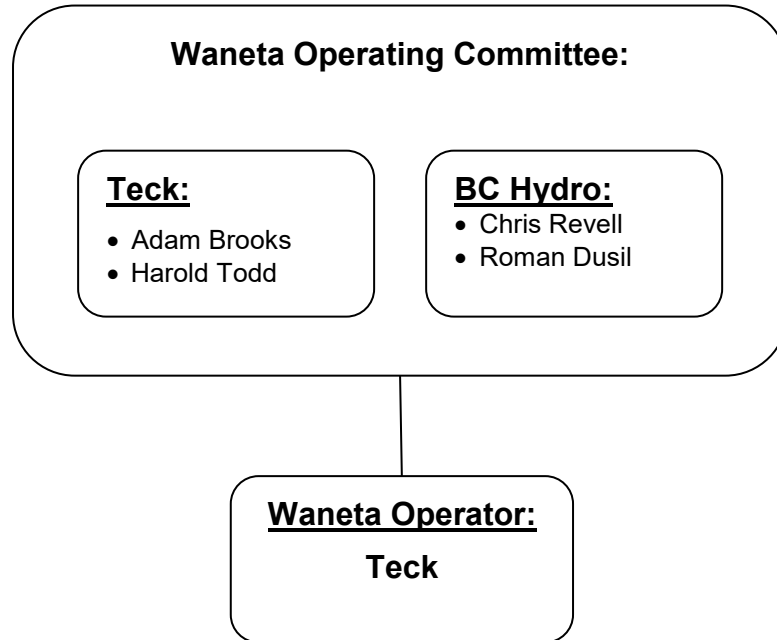 Waneta Operating Committee:
Teck:
• Adam Brooks
• Harold Todd
BC Hydro:
• Chris Revell
• Roman Dusil
Waneta Operator:
Teck